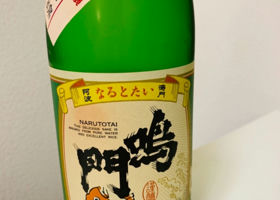 阿波 なるとたい 鳴門
NARUTOTAI
THIS DELICIOUS SAKE IS
BREWED FROM PURE WATER
AND EXCELLENT RICE.
鳴門